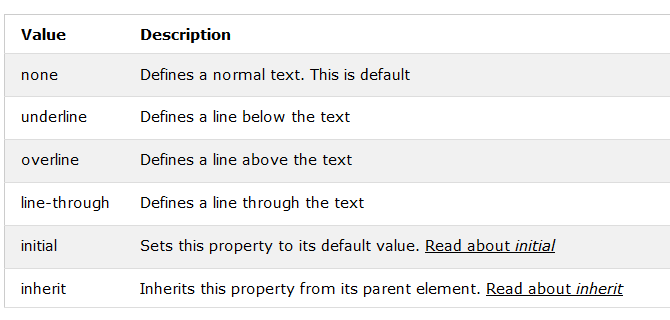 Value Description
none Defines a normal text. This is default
underline Defines a line below the text
overline Defines a line above the text
line-through Defines a line through the text
initial Sets this property to its default value. Read about initial
inherit Inherits this property from its parent element. Read about inherit